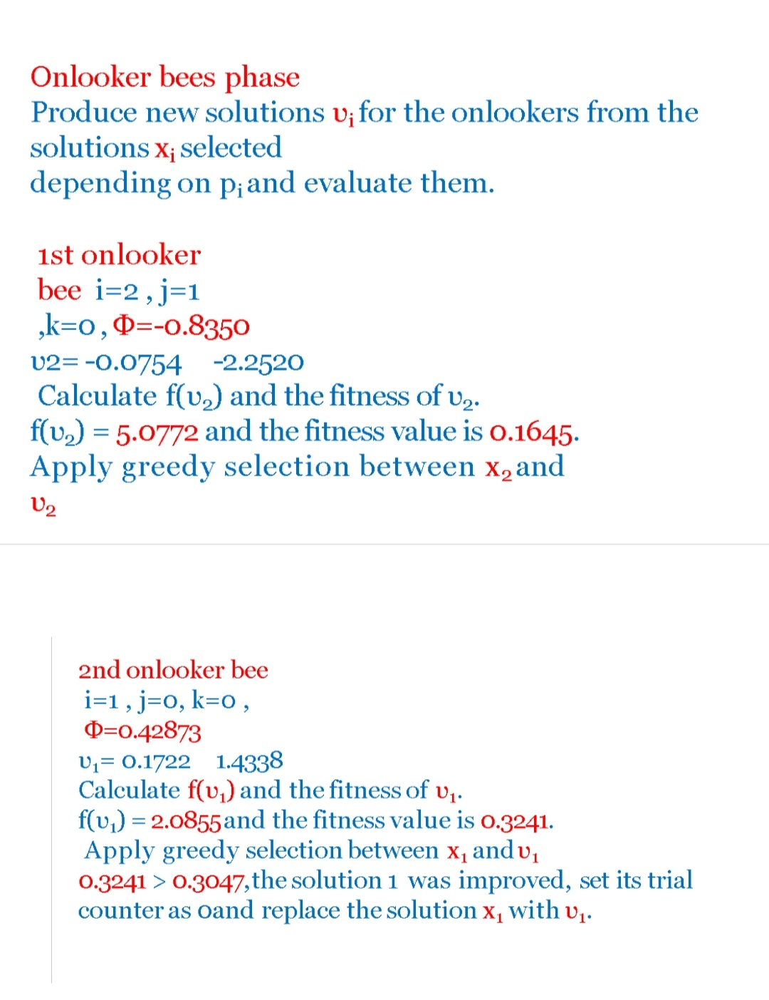 Onlooker bees phase
Produce new solutions υi for the onlookers from the
solutions xi selected
depending on pi and evaluate them.
1st onlooker
bee i=2 , j=1
,k=0 , Φ=-0.8350
υ2= -0.0754 -2.2520
Calculate f(υ2) and the fitness of υ2.
f(υ2) = 5.0772 and the fitness value is 0.1645.
Apply greedy selection between x2 and
υ2
2nd onlooker bee
i=1 , j=0, k=0 ,
Φ=0.42873
υ1= 0.1722 1.4338
Calculate f(υ1) and the fitness of υ1.
f(υ1) = 2.0855and the fitness value is 0.3241.
Apply greedy selection between x1 and υ1
0.3241 > 0.3047,the solution 1 was improved, set its trial
counter as 0and replace the solution x1 with υ1.